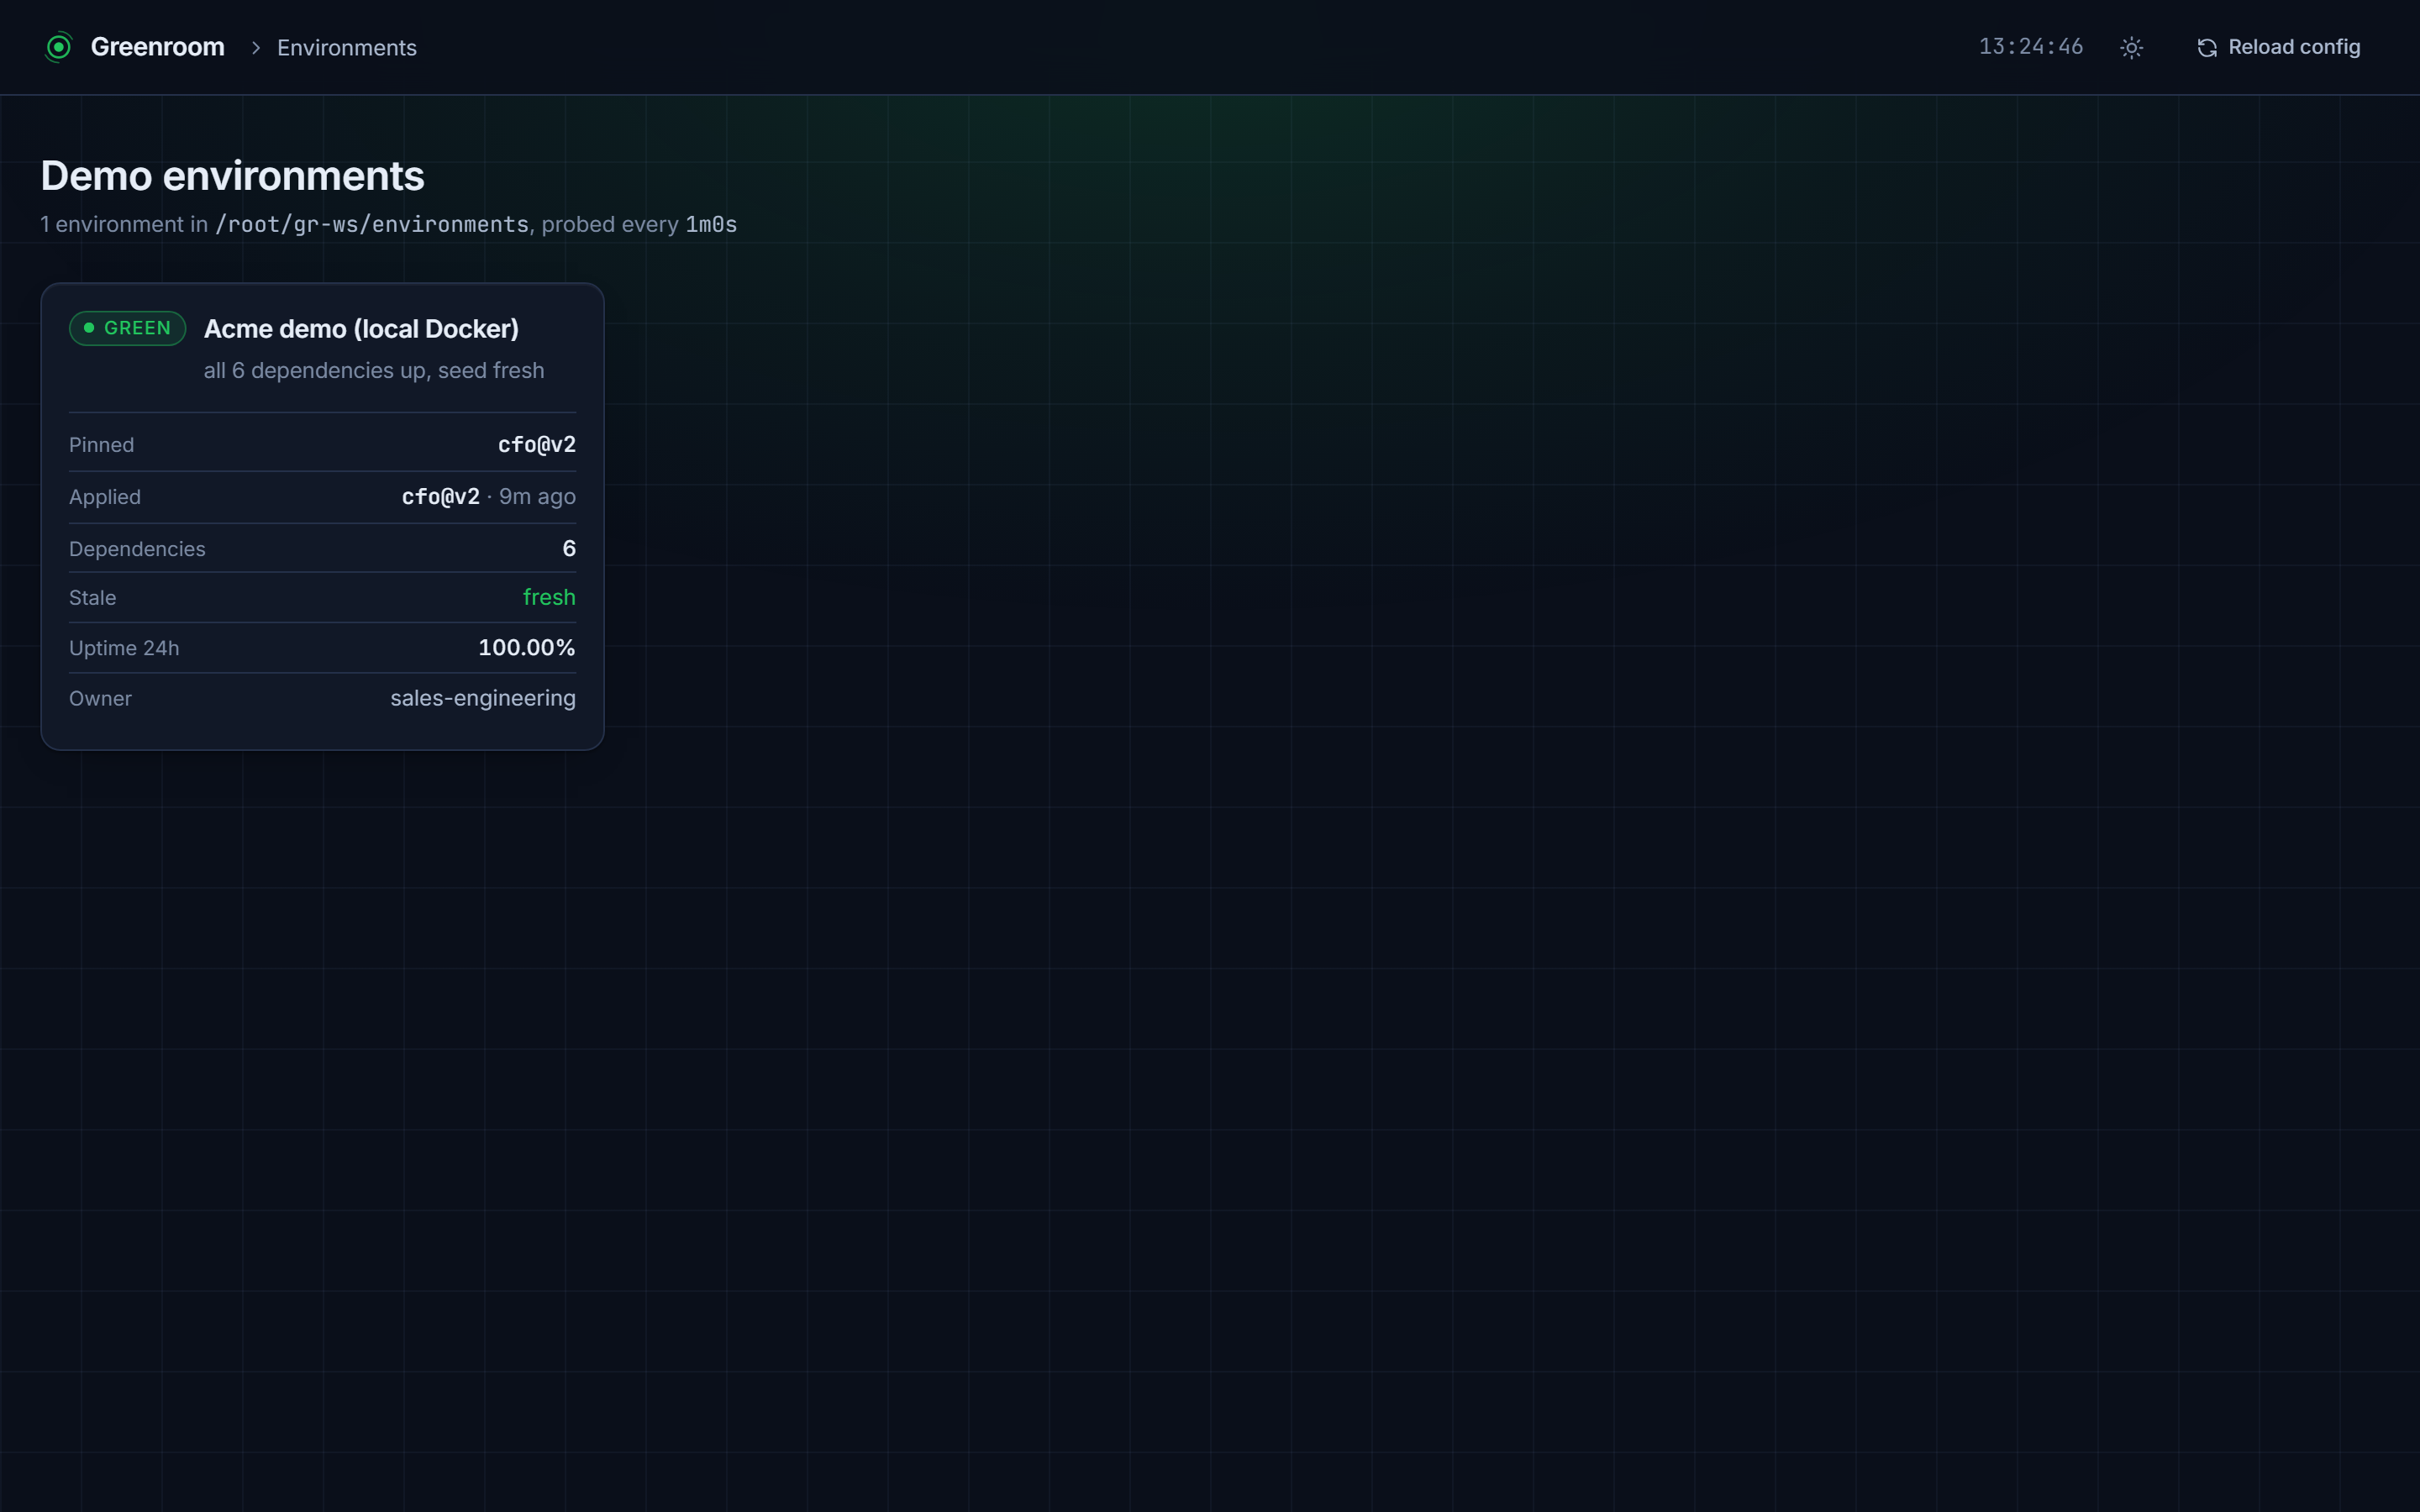 Greenroom > Environments 13:24:46 Reload config
Demo environments
1 environment in /root/gr-ws/environments, probed every 1m0s
GREEN Acme demo (local Docker)
all 6 dependencies up, seed fresh
Pinned cfo@v2
Applied cfo@v2 · 9m ago
Dependencies 6
Stale fresh
Uptime 24h 100.00%
Owner sales-engineering